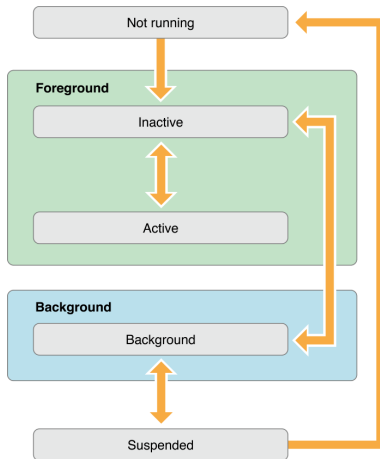 Not running
Foreground
Inactive
Active
Background
Background
Suspended